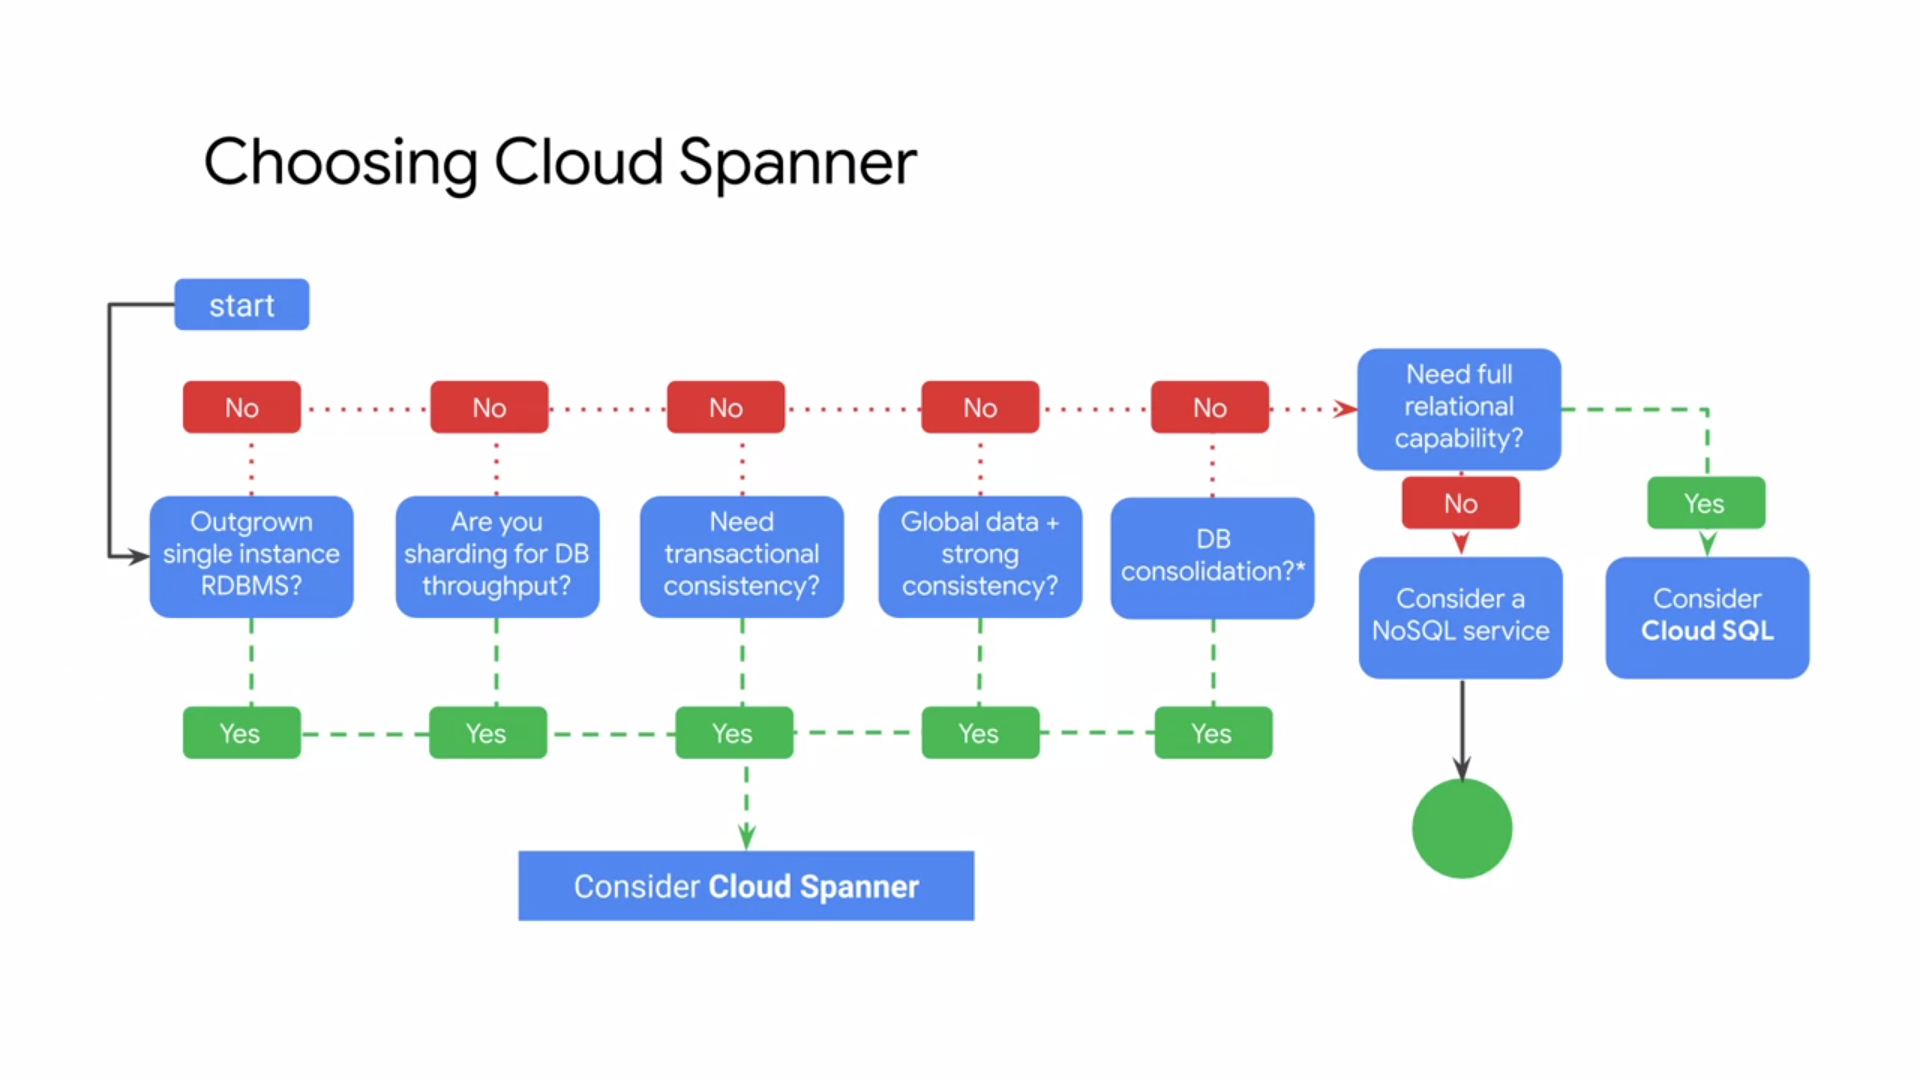 Choosing Cloud Spanner
start
No
No
No
No
No
Need full
relational
capability?
No
Yes
Outgrown
single instance
RDBMS?
Are you
sharding for DB
throughput?
Need
transactional
consistency?
Global data +
strong
consistency?
DB
consolidation?*
Consider a
NoSQL service
Consider
Cloud SQL
Yes
Yes
Yes
Yes
Yes
Consider Cloud Spanner